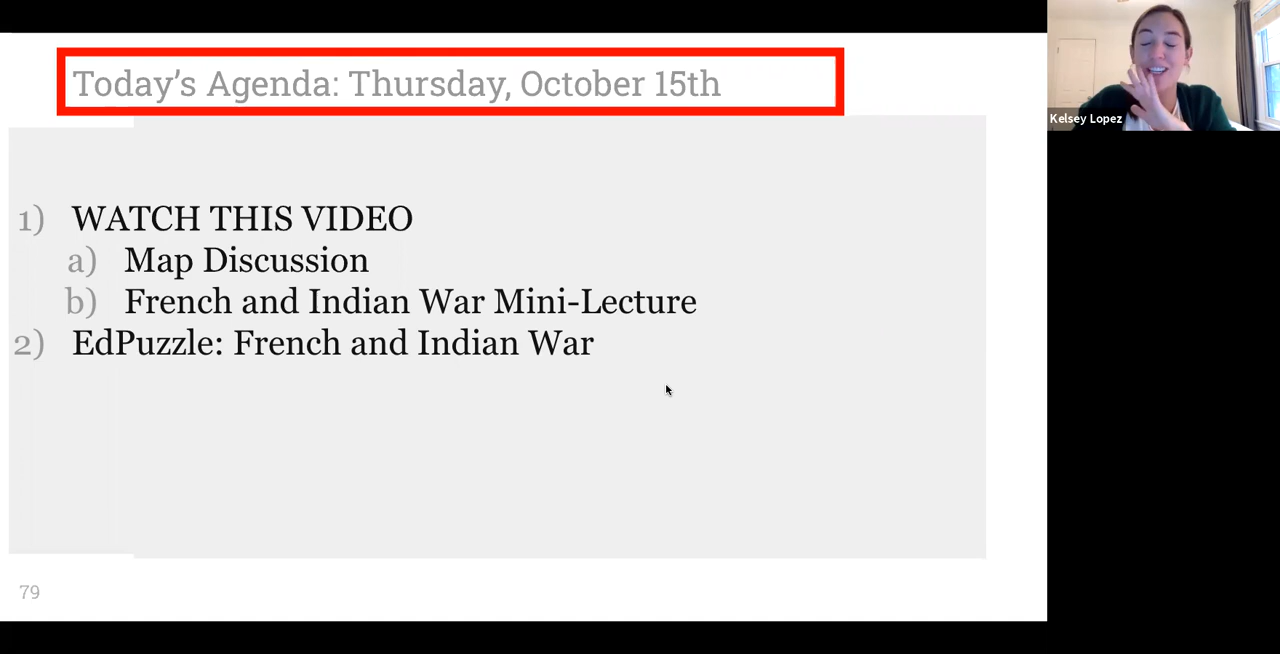 Today’s Agenda: Thursday, October 15th
1) WATCH THIS VIDEO
a) Map Discussion
b) French and Indian War Mini-Lecture
2) EdPuzzle: French and Indian War
79
Kelsey Lopez